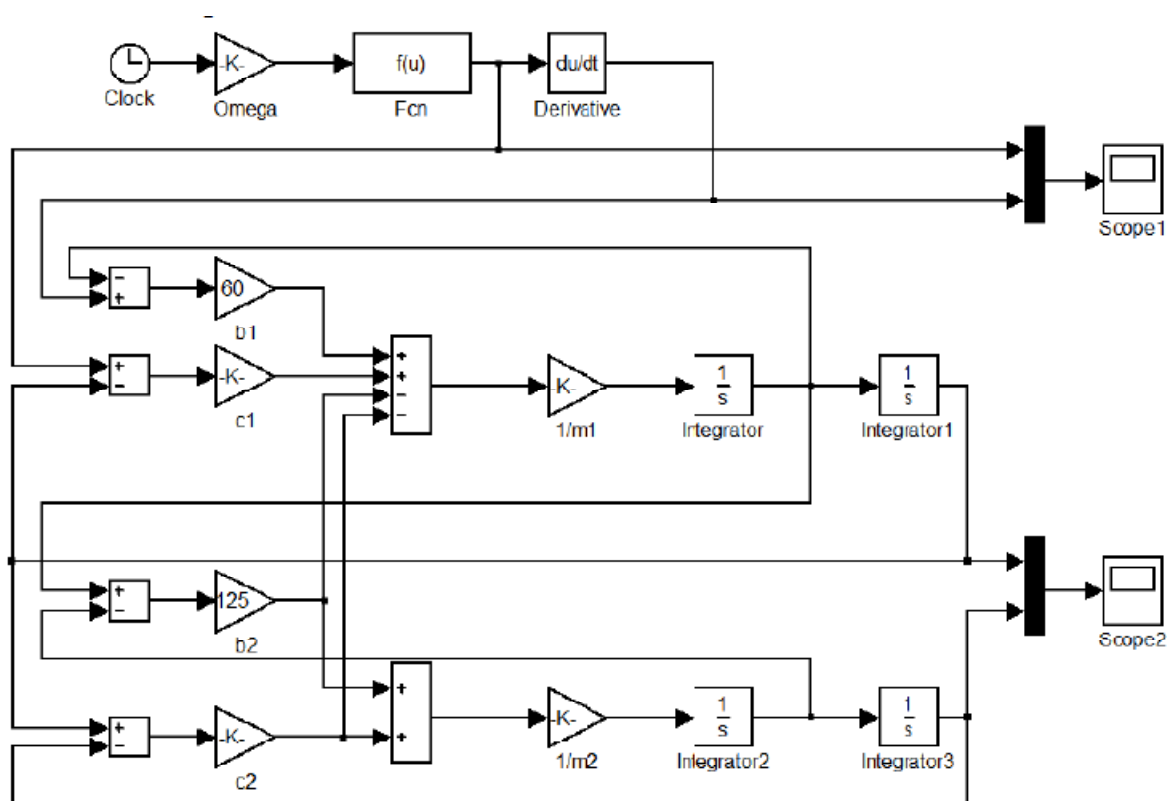 -K-
f(u)
du/dt
Clock
Omega
Fcn
Derivative
Scope1
−
+
60
b1
+
−
-K-
c1
+
+
−
−
-K-
1/m1
1
s
Integrator
1
s
Integrator1
+
−
125
b2
Scope2
+
−
-K-
c2
+
+
-K-
1/m2
1
s
Integrator2
1
s
Integrator3